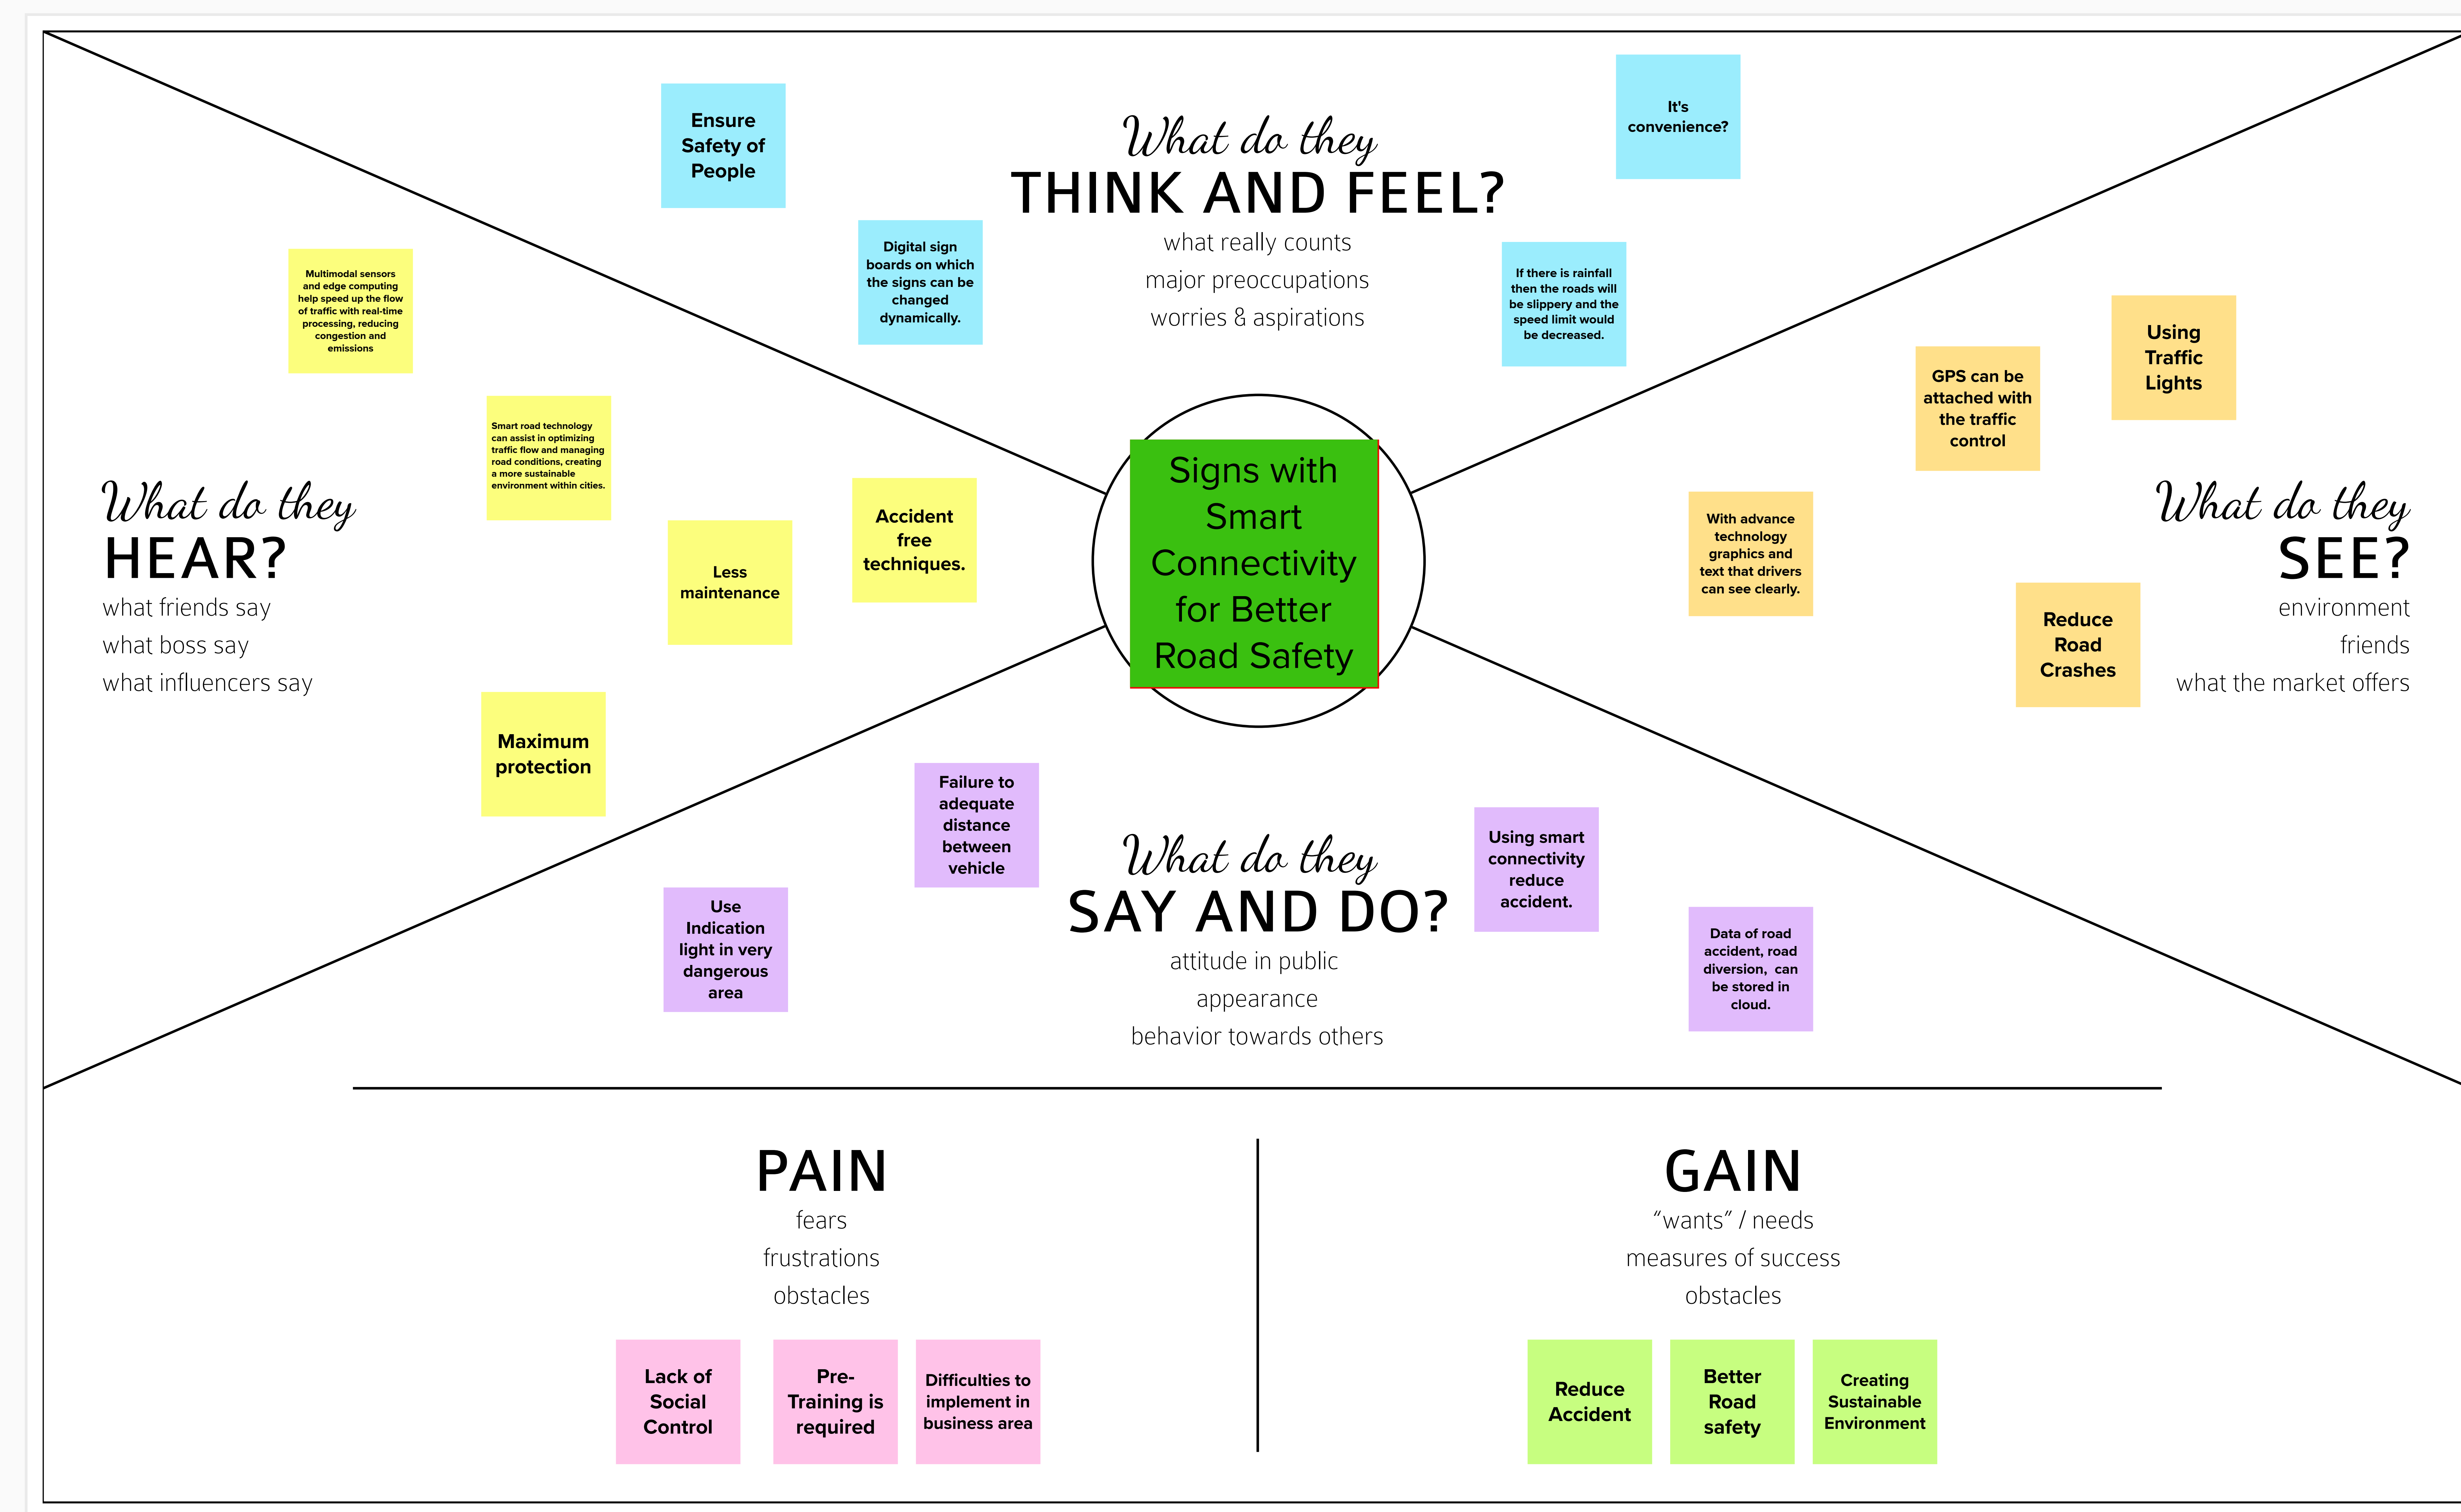 Ensure
Safety of
People
Digital sign
boards on which
the signs can be
changed
dynamically.
What do they
THINK AND FEEL?
what really counts
major preoccupations
worries & aspirations
It's
convenience?
If there is rainfall
then the roads will
be slippery and the
speed limit would
be decreased.
Multimodal sensors
and edge computing
help speed up the flow
of traffic with real-time
processing, reducing
congestion and
emissions
Smart road technology
can assist in optimizing
traffic flow and managing
road conditions, creating
a more sustainable
environment within cities.
Less
maintenance
Accident
free
techniques.
What do they
HEAR?
what friends say
what boss say
what influencers say
Maximum
protection
Signs with
Smart
Connectivity
for Better
Road Safety
Using
Traffic
Lights
GPS can be
attached with
the traffic
control
With advance
technology
graphics and
text that drivers
can see clearly.
Reduce
Road
Crashes
What do they
SEE?
environment
friends
what the market offers
Failure to
adequate
distance
between
vehicle
Use
Indication
light in very
dangerous
area
What do they
SAY AND DO?
attitude in public
appearance
behavior towards others
Using smart
connectivity
reduce
accident.
Data of road
accident, road
diversion,  can
be stored in
cloud.
PAIN
fears
frustrations
obstacles
Lack of
Social
Control
Pre-
Training is
required
Difficulties to
implement in
business area
GAIN
“wants” / needs
measures of success
obstacles
Reduce
Accident
Better
Road
safety
Creating
Sustainable
Environment